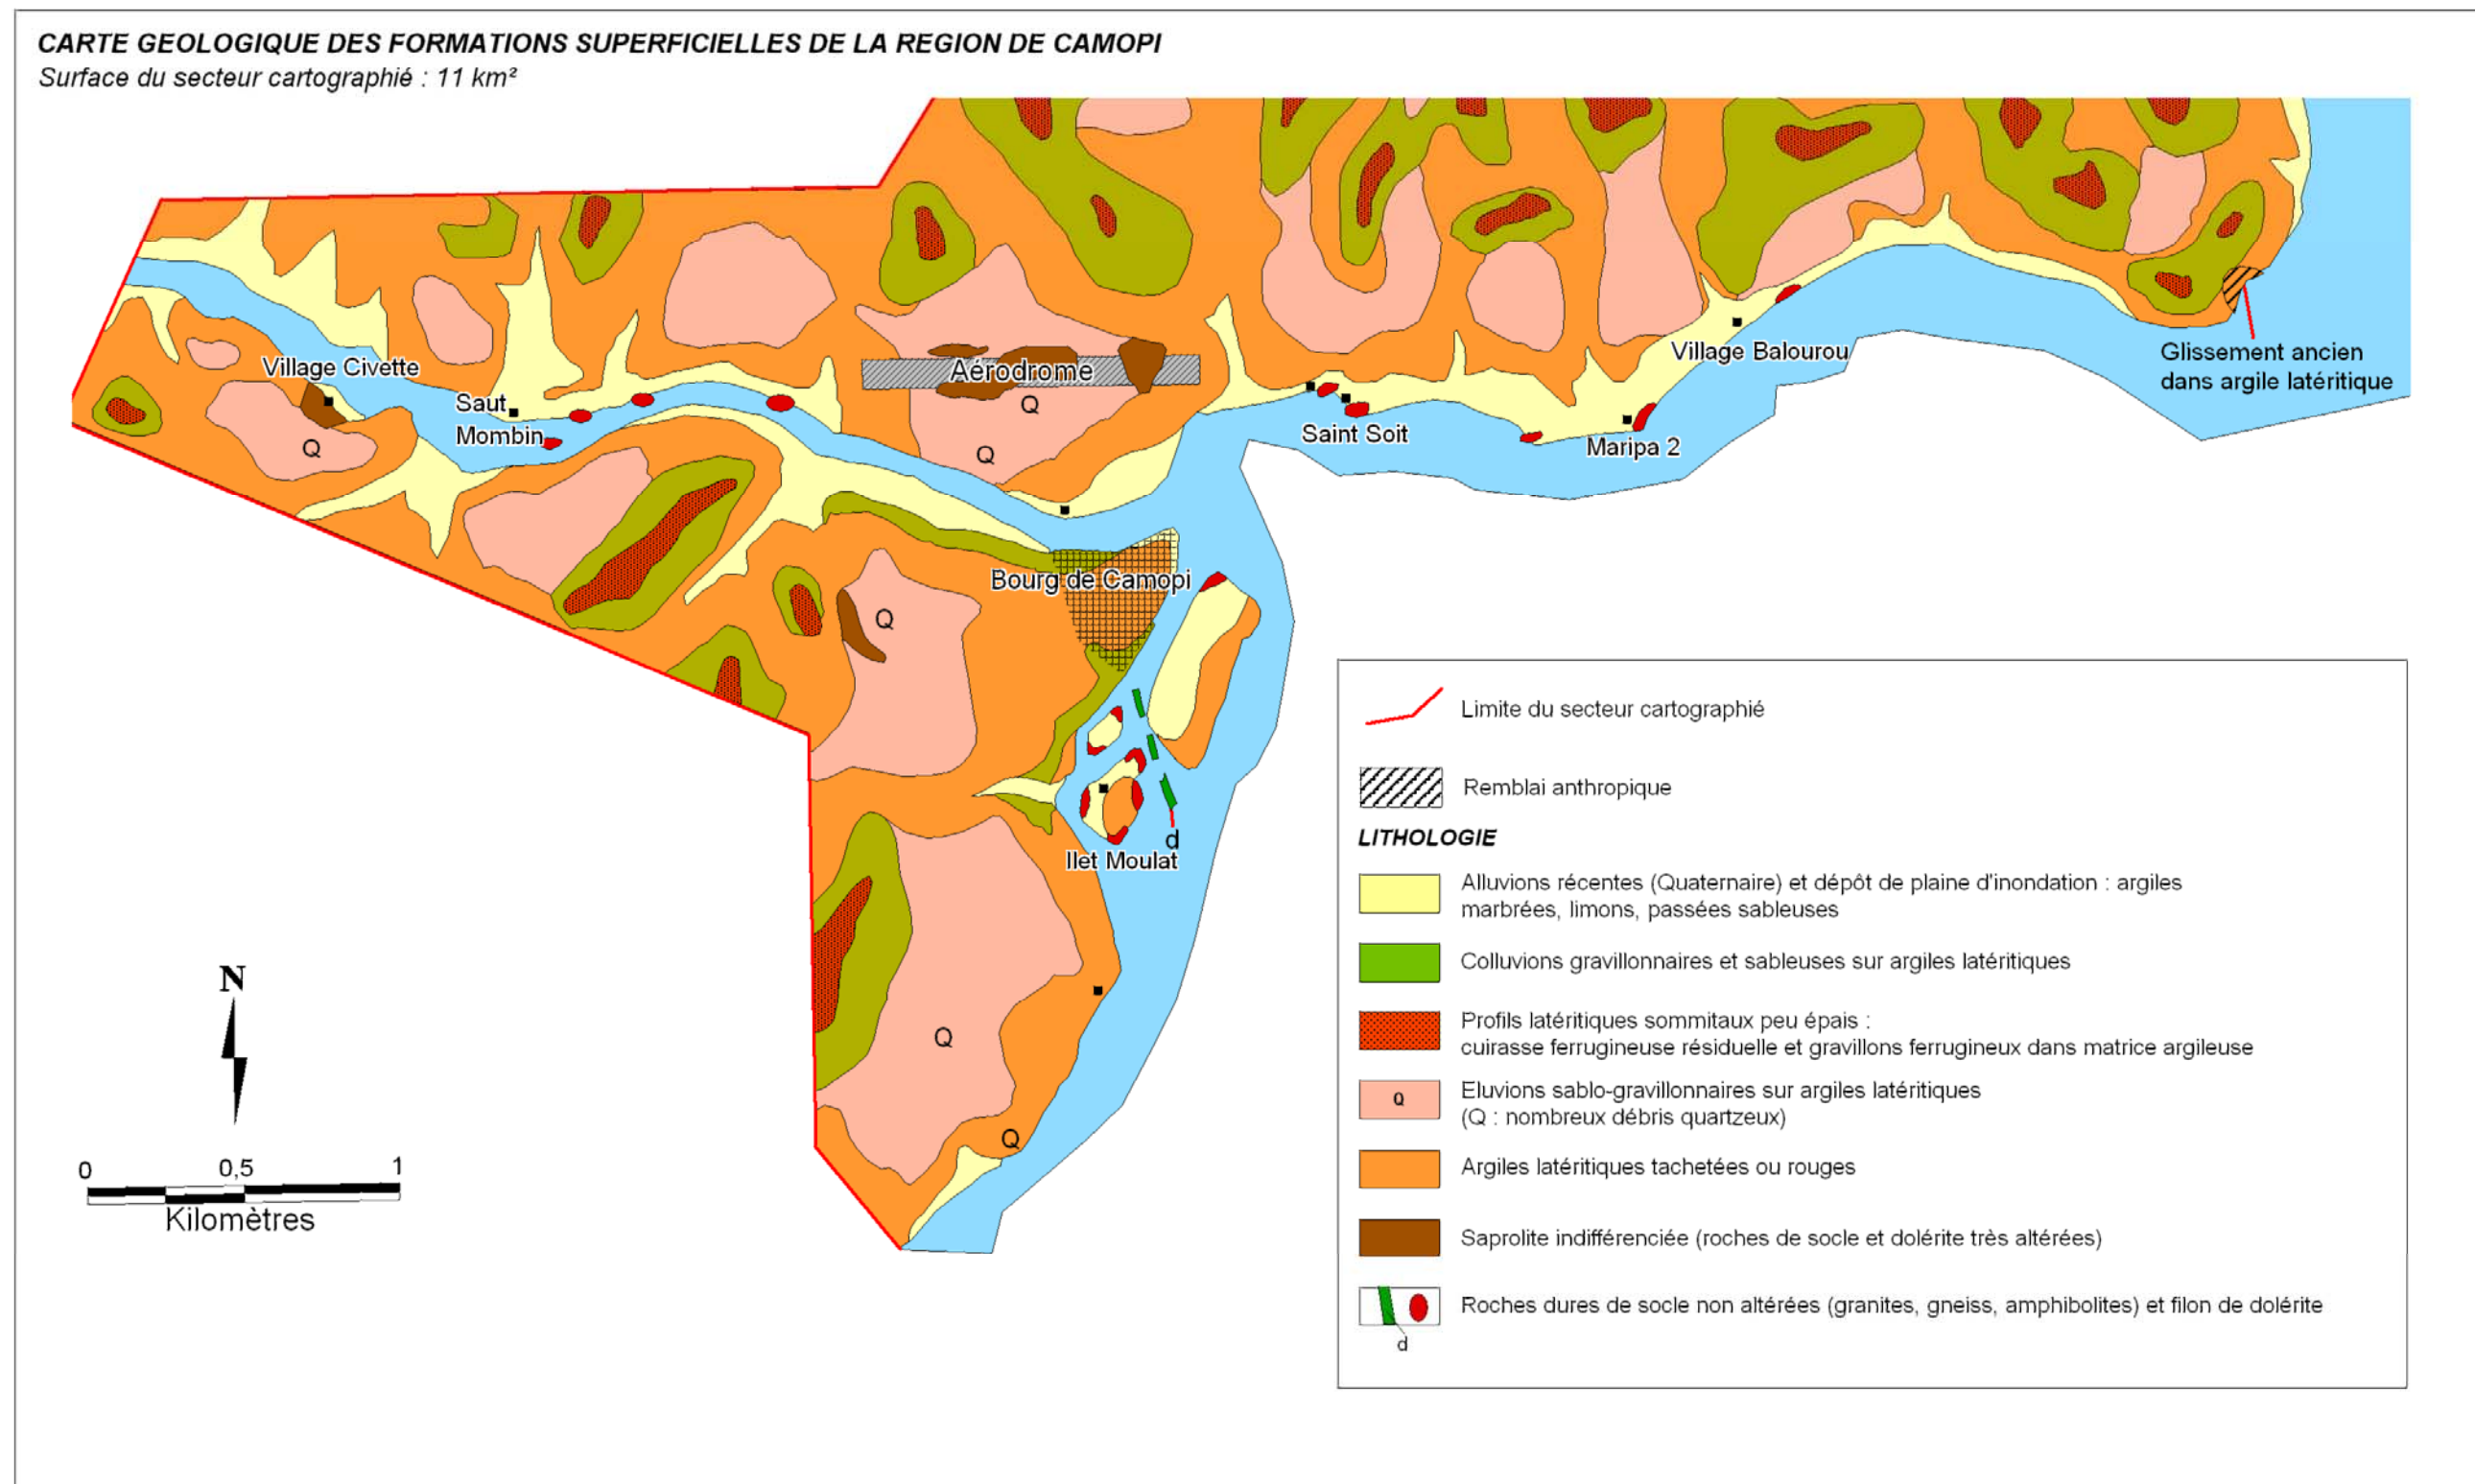 CARTE GEOLOGIQUE DES FORMATIONS SUPERFICIELLES DE LA REGION DE CAMOPI
Surface du secteur cartographié : 11 km²
Village Civette
Saut
Mombin
Aérodrome
Q
Q
Q
Saint Soit
Maripa 2
Village Balourou
Glissement ancien
dans argile latéritique
Bourg de Camopi
Q
d
Ilet Moulat
Q
Q
N
0 0,5 1
Kilomètres
Limite du secteur cartographié
Remblai anthropique
LITHOLOGIE
Alluvions récentes (Quaternaire) et dépôt de plaine d'inondation : argiles
marbrées, limons, passées sableuses
Colluvions gravillonnaires et sableuses sur argiles latéritiques
Profils latéritiques sommitaux peu épais :
cuirasse ferrugineuse résiduelle et gravillons ferrugineux dans matrice argileuse
Q
Eluvions sablo-gravillonnaires sur argiles latéritiques
(Q : nombreux débris quartzeux)
Argiles latéritiques tachetées ou rouges
Saprolite indifférenciée (roches de socle et dolérite très altérées)
Roches dures de socle non altérées (granites, gneiss, amphibolites) et filon de dolérite
d